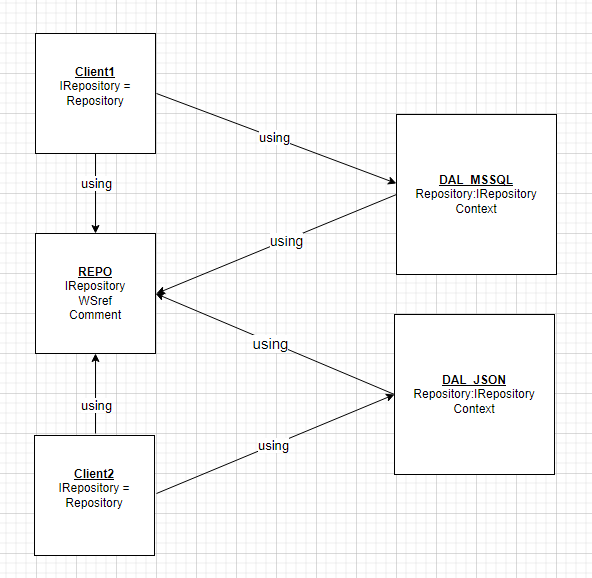 Client1
IRepository =
Repository
using
using
DAL_MSSQL
Repository:IRepository
Context
using
REPO
IRepository
WSref
Comment
using
DAL_JSON
Repository:IRepository
Context
using
using
Client2
IRepository =
Repository